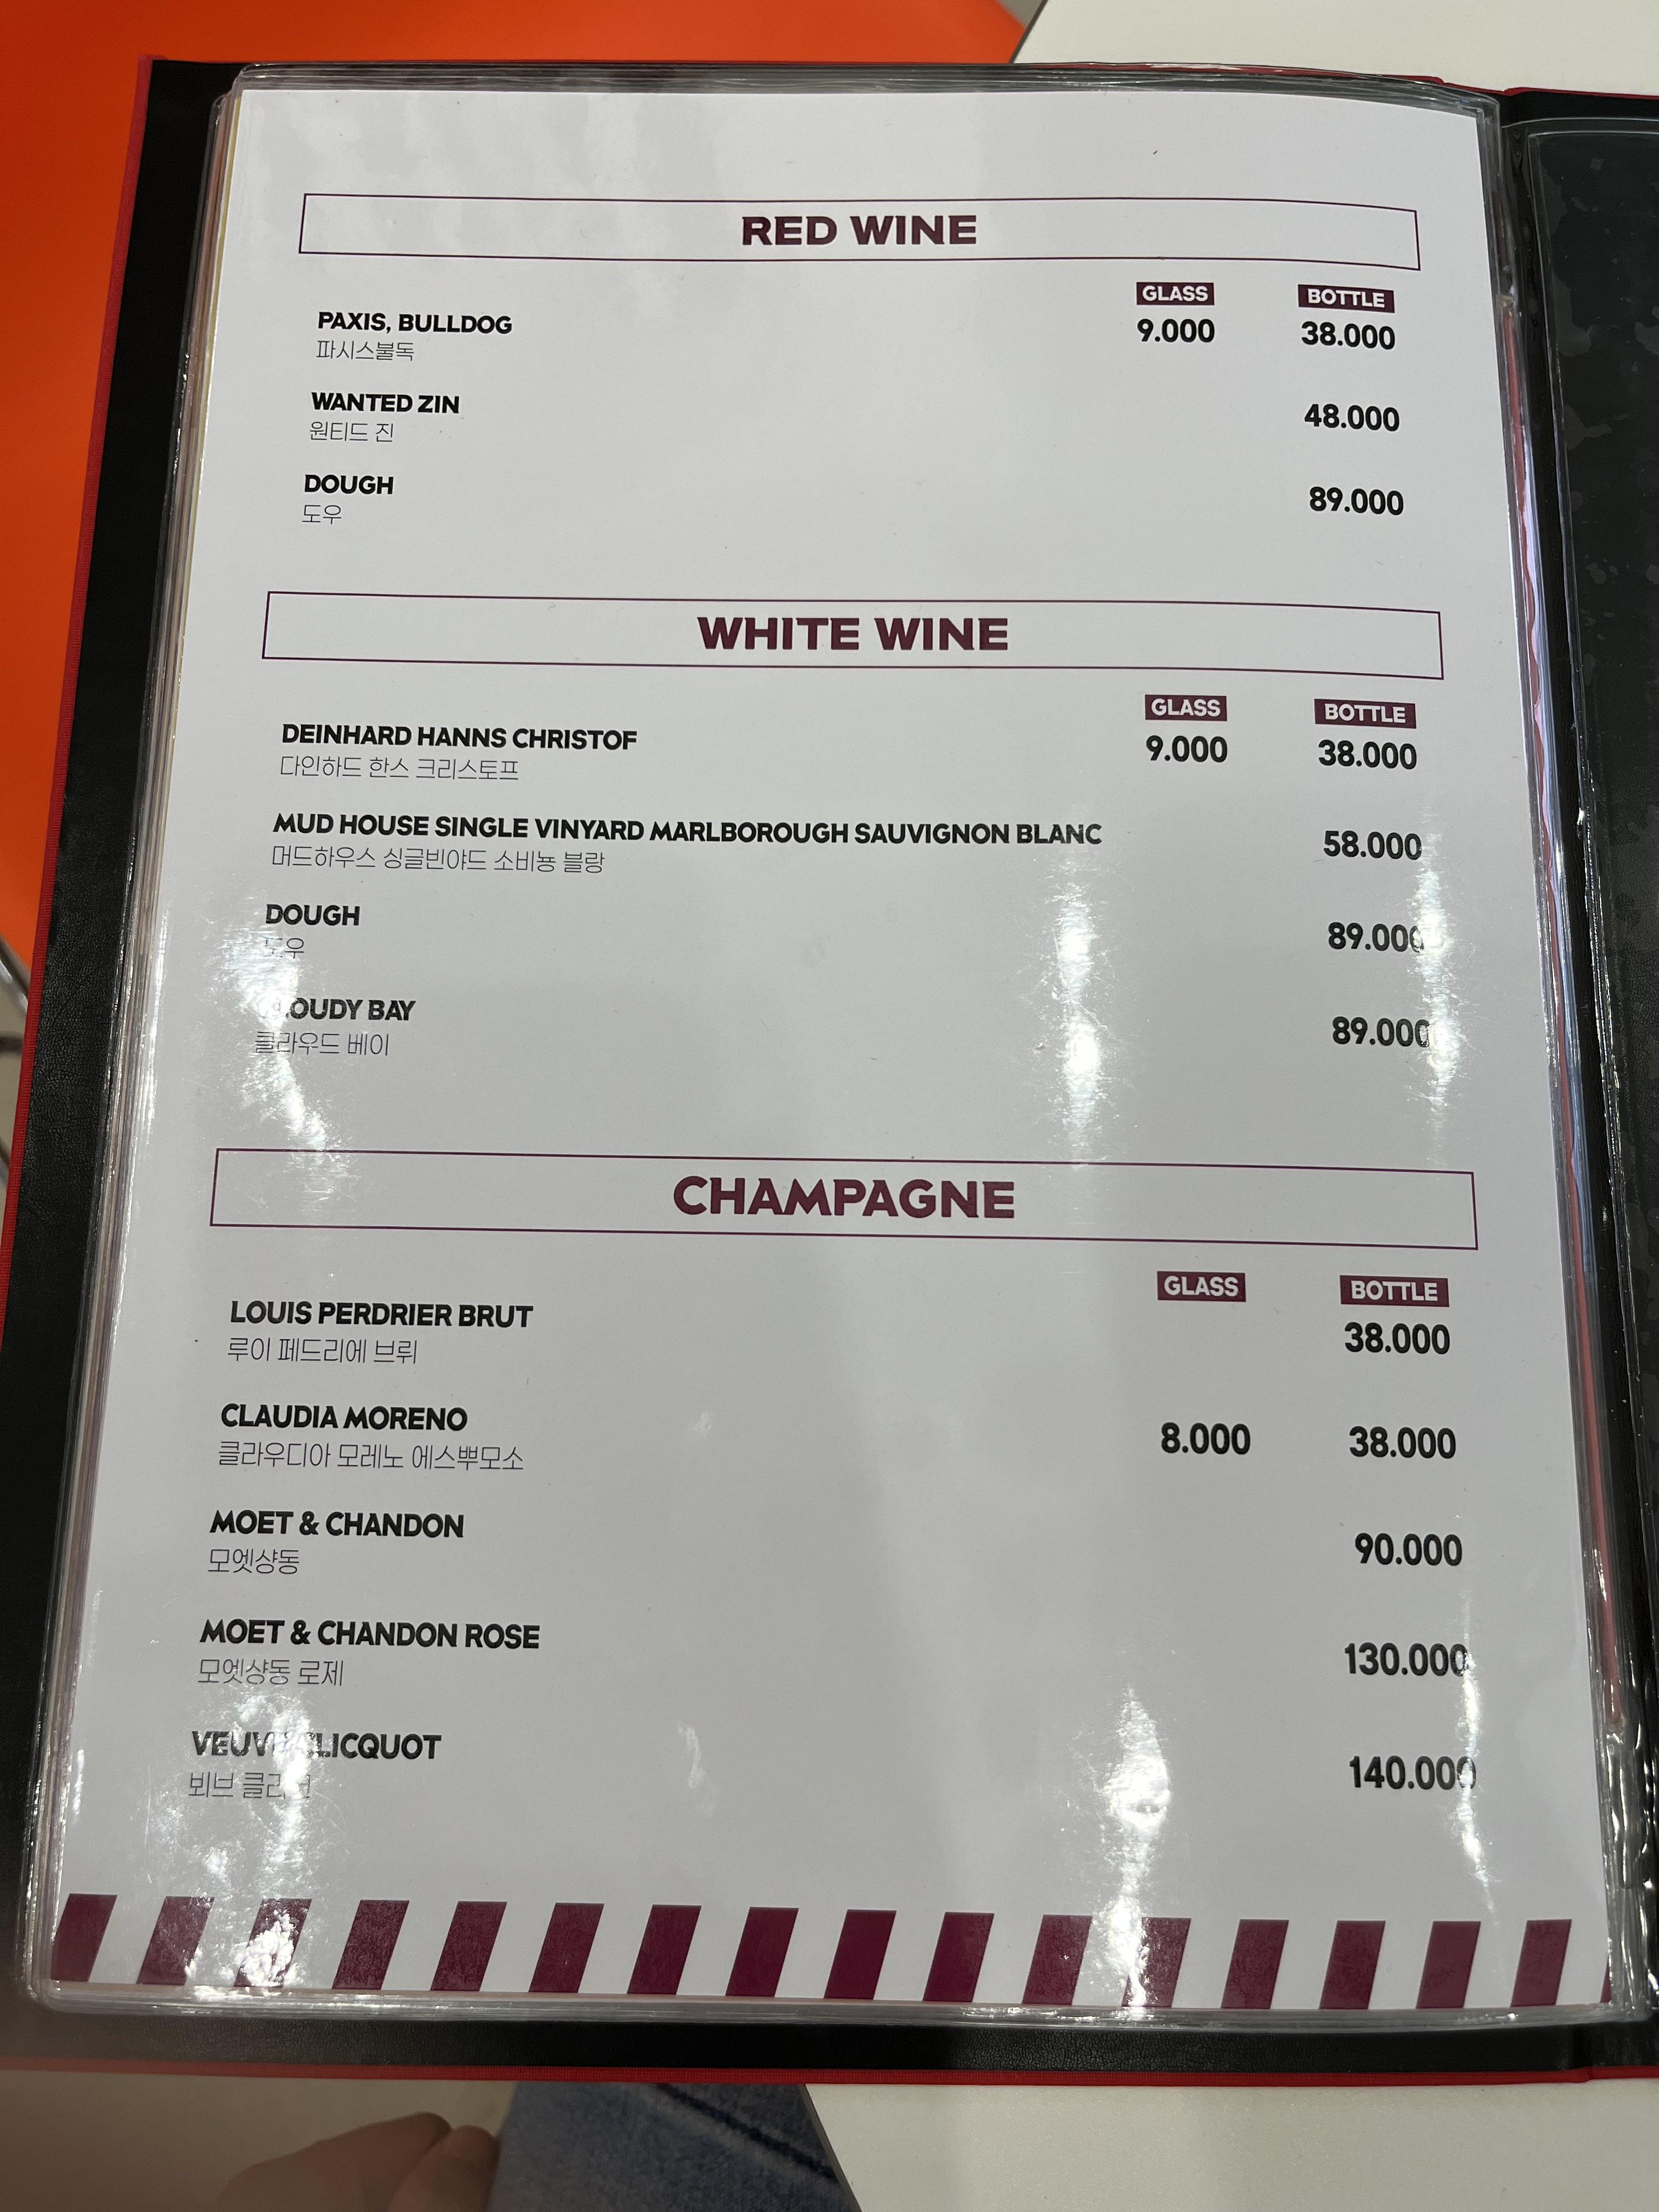 RED WINE
GLASS BOTTLE
PAXIS, BULLDOG 9.000 38.000
파시스불독
WANTED ZIN 48.000
원티드 진
DOUGH 89.000
도우
WHITE WINE
GLASS BOTTLE
DEINHARD HANNS CHRISTOF 9.000 38.000
다인하드 한스 크리스토프
MUD HOUSE SINGLE VINYARD MARLBOROUGH SAUVIGNON BLANC 58.000
머드하우스 싱글빈야드 소비뇽 블랑
DOUGH 89.000
도우
CLOUDY BAY 89.000
클라우드 베이
CHAMPAGNE
GLASS BOTTLE
LOUIS PERDRIER BRUT 38.000
루이 페드리에 브뤼
CLAUDIA MORENO 8.000 38.000
클라우디아 모레노 에스뿌모소
MOET & CHANDON 90.000
모엣샹동
MOET & CHANDON ROSE 130.000
모엣샹동 로제
VEUVE CLICQUOT 140.000
뵈브